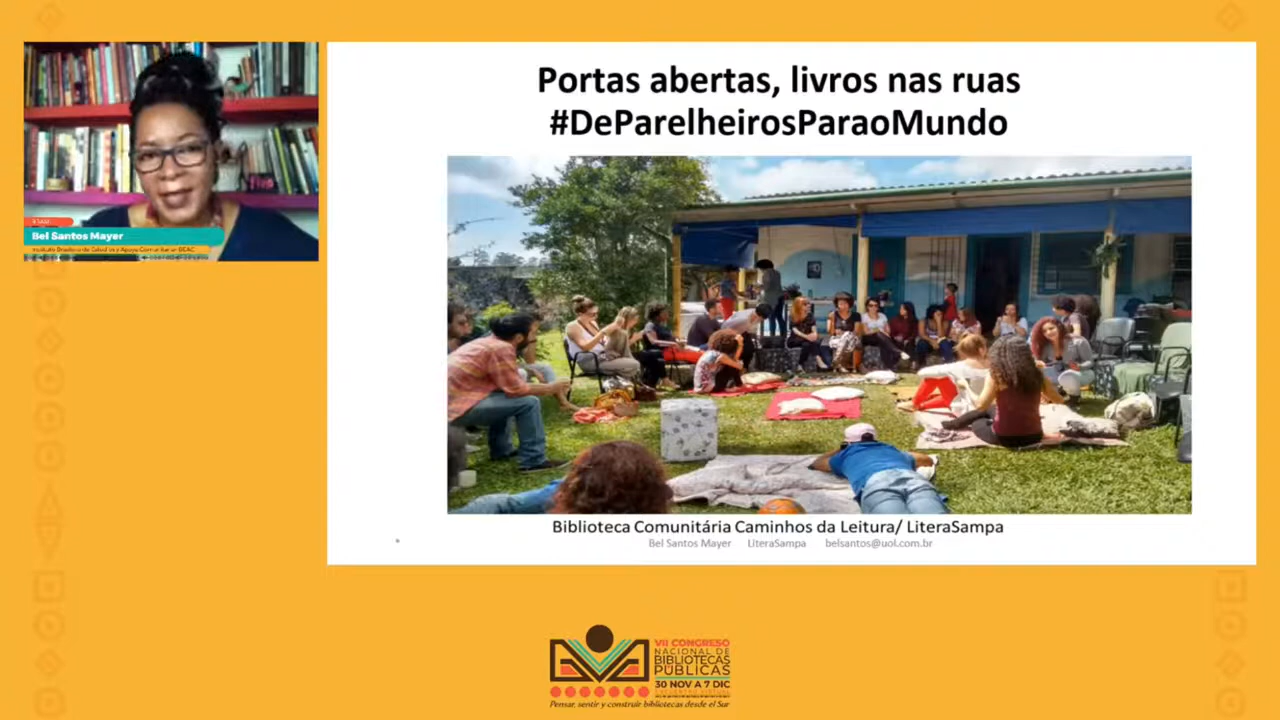 Portas abertas, livros nas ruas
#DeParelheirosParaoMundo
Bel Santos Mayer
Biblioteca Comunitária Caminhos da Leitura/ LiteraSampa
Bel Santos Mayer LiteraSampa belsantos@uol.com.br
VII CONGRESO
NACIONAL DE
BIBLIOTECAS
PÚBLICAS
30 NOV A 7 DIC
ENCUENTRO VIRTUAL
Pensar, sentir y construir bibliotecas desde el Sur